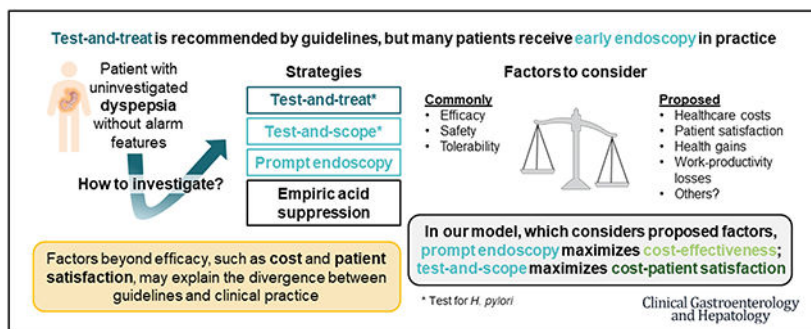 Test-and-treat is recommended by guidelines, but many patients receive early endoscopy in practice
Patient with
uninvestigated
dyspepsia
without alarm
features
How to investigate?
Strategies
Test-and-treat*
Test-and-scope*
Prompt endoscopy
Empiric acid
suppression
Factors to consider
Commonly
• Efficacy
• Safety
• Tolerability
Proposed
• Healthcare costs
• Patient satisfaction
• Health gains
• Work-productivity
losses
• Others?
Factors beyond efficacy, such as cost and patient
satisfaction, may explain the divergence between
guidelines and clinical practice
In our model, which considers proposed factors,
prompt endoscopy maximizes cost-effectiveness;
test-and-scope maximizes cost-patient satisfaction
* Test for H. pylori
Clinical Gastroenterology
and Hepatology